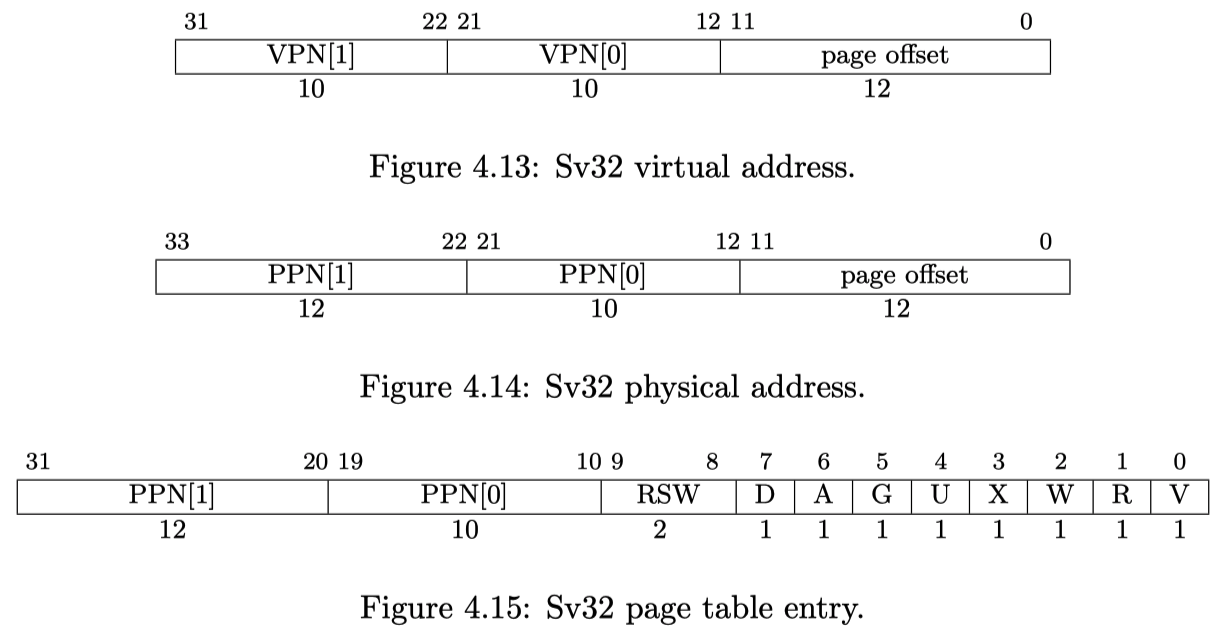 31 22 21 12 11 0
VPN[1] VPN[0] page offset
10 10 12
Figure 4.13: Sv32 virtual address.
33 22 21 12 11 0
PPN[1] PPN[0] page offset
12 10 12
Figure 4.14: Sv32 physical address.
31 20 19 10 9 8 7 6 5 4 3 2 1 0
PPN[1] PPN[0] RSW D A G U X W R V
12 10 2 1 1 1 1 1 1 1 1
Figure 4.15: Sv32 page table entry.